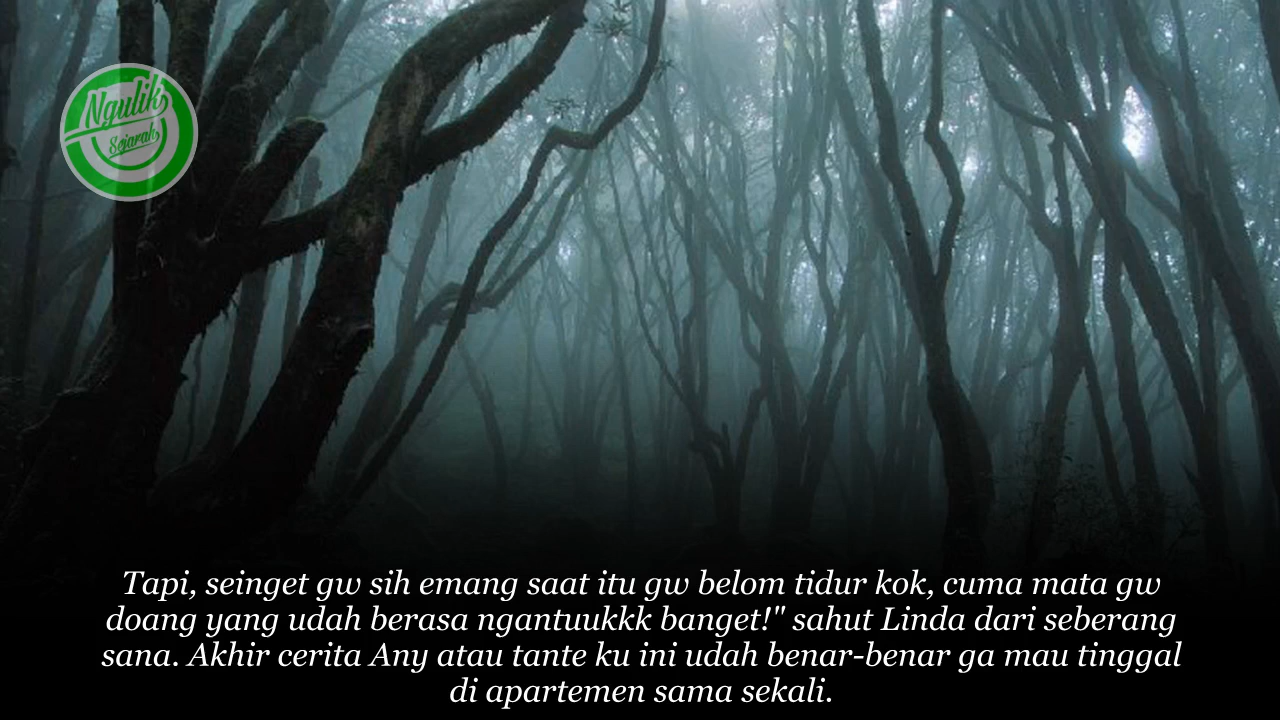 Ngulik
Sejarah
Tapi, seinget gw sih emang saat itu gw belom tidur kok, cuma mata gw
doang yang udah berasa ngantuukkk banget!" sahut Linda dari seberang
sana. Akhir cerita Any atau tante ku ini udah benar-benar ga mau tinggal
di apartemen sama sekali.